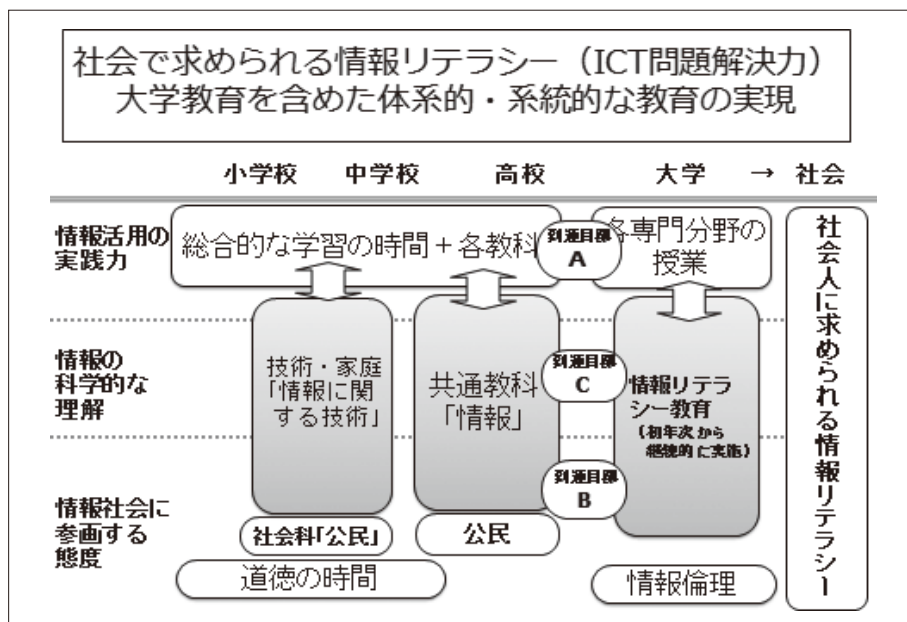 社会で求められる情報リテラシー（ICT問題解決力）
大学教育を含めた体系的・系統的な教育の実現
小学校 中学校 高校 大学 → 社会
情報活用の
実践力
総合的な学習の時間＋各教科
到達目標
A
各専門分野の
授業
情報の
科学的な
理解
技術・家庭
「情報に関
する技術」
共通教科
「情報」
到達目標
C
情報リテラ
シー教育
（初年次から
継続的に実施）
情報社会に
参画する
態度
到達目標
B
社会科「公民」
公民
道徳の時間
情報倫理
社会人に求められる情報リテラシー